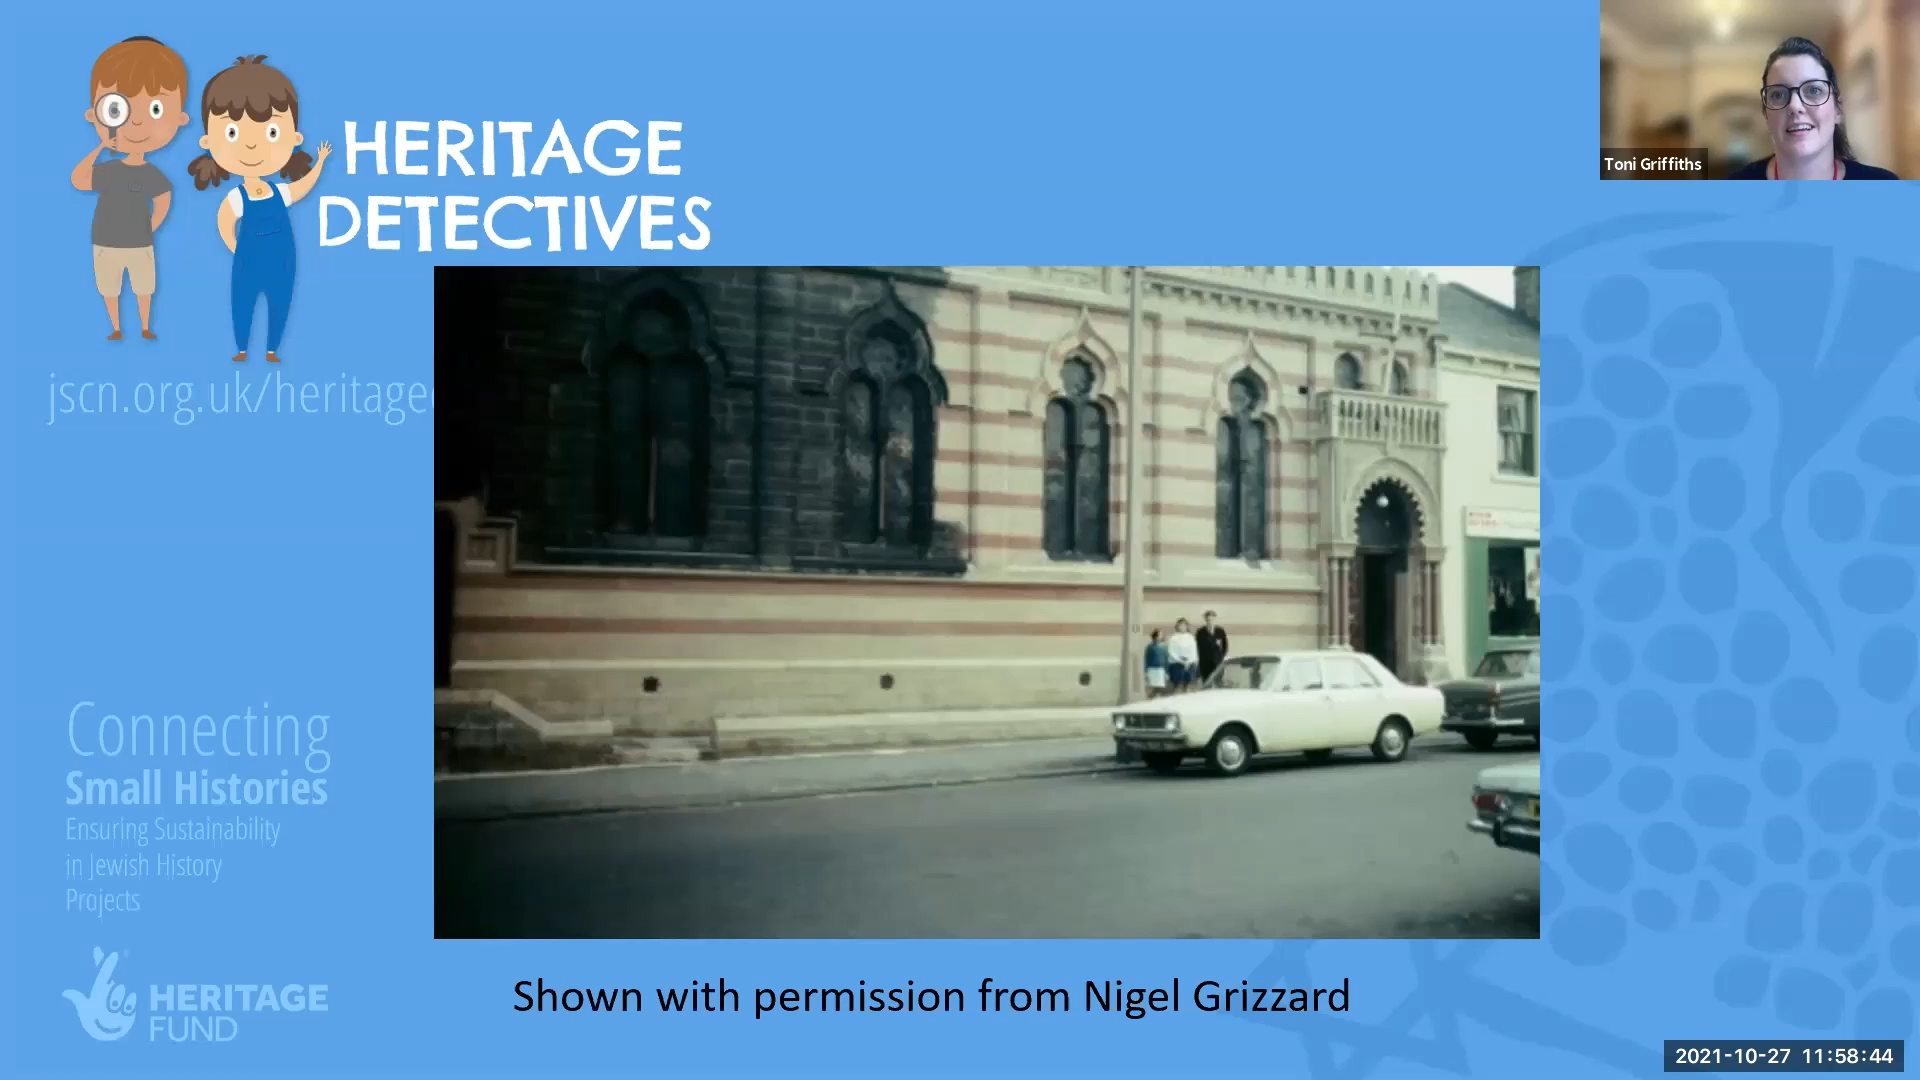 HERITAGE
DETECTIVES
Toni Griffiths
jscn.org.uk/heritage
Connecting
Small Histories
Ensuring Sustainability
in Jewish History
Projects
HERITAGE
FUND
Shown with permission from Nigel Grizzard
2021-10-27 11:58:44